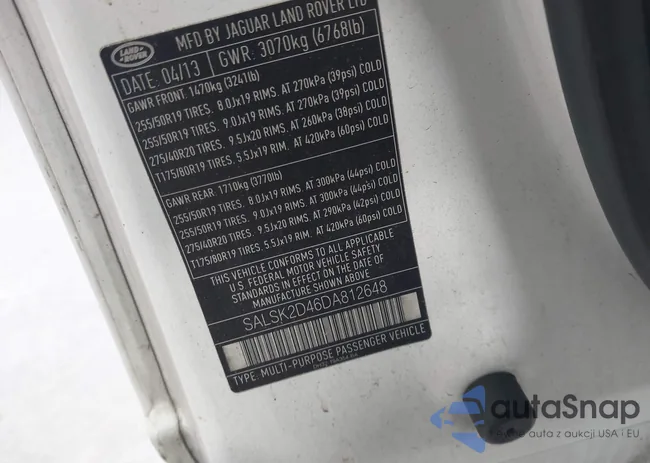 LAND ROVER
MFD BY JAGUAR LAND ROVER LTD
DATE: 04/13 GWR: 3070kg (6768lb)
GAWR FRONT: 1470kg (3241lb)
255/50R19 TIRES. 8.0Jx19 RIMS. AT 270kPa (39psi) COLD
255/50R19 TIRES. 9.0Jx19 RIMS. AT 270kPa (39psi) COLD
275/40R20 TIRES. 9.5Jx20 RIMS. AT 260kPa (38psi) COLD
T175/80R19 TIRES. 5.5Jx19 RIM. AT 420kPa (60psi) COLD
GAWR REAR: 1710kg (3770lb)
255/50R19 TIRES. 8.0Jx19 RIMS. AT 300kPa (44psi) COLD
255/50R19 TIRES. 9.0Jx19 RIMS. AT 300kPa (44psi) COLD
275/40R20 TIRES. 9.5Jx20 RIMS. AT 290kPa (42psi) COLD
T175/80R19 TIRES. 5.5Jx19 RIM. AT 420kPa (60psi) COLD
THIS VEHICLE CONFORMS TO ALL APPLICABLE
U.S. FEDERAL MOTOR VEHICLE SAFETY
STANDARDS IN EFFECT ON THE DATE OF
MANUFACTURE SHOWN ABOVE
SALSK2D46DA812648
TYPE: MULTI-PURPOSE PASSENGER VEHICLE
autaSnap
auta z aukcji USA i EU